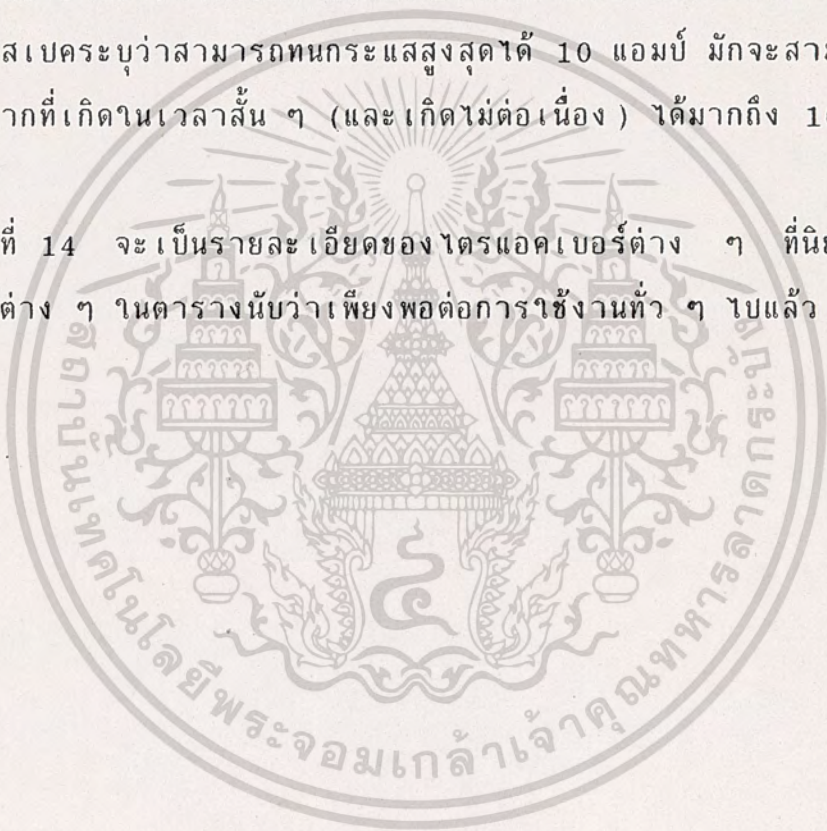 สเปคระบุว่าสามารถทนกระแสสูงสุดได้ 10 แอมป์ มักจะสาม
ากที่เกิดในเวลาสั้น ๆ (และเกิดไม่ต่อเนื่อง) ได้มากถึง 1
ที่ 14 จะเป็นรายละเอียดของไตรแอคเบอร์ต่าง ๆ ที่นิย
ต่าง ๆ ในตารางนับว่าเพียงพอต่อการใช้งานทั่ว ๆ ไปแล้ว
สถาบันเทคโนโลยีพระจอมเกล้าเจ้าคุณทหารลาดกระบัง